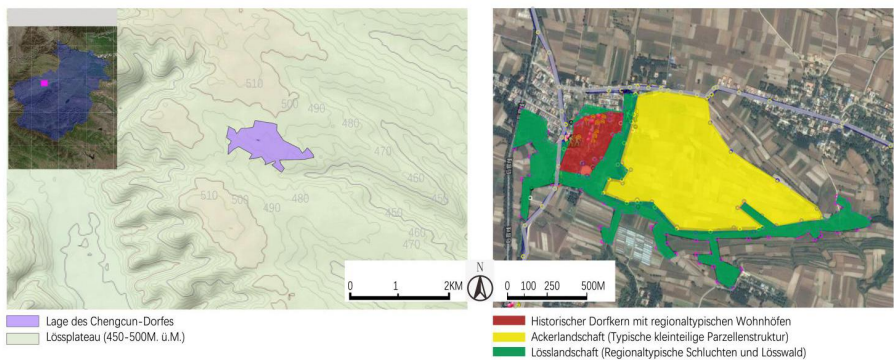 510
500
490
480
470
510
500
490
480
450
450
460
470
0 1 2KM
N
0 100 250 500M
Lage des Chengcun-Dorfes
Lössplateau (450-500M. ü.M.)
Historischer Dorfkern mit regionaltypischen Wohnhöfen
Ackerlandschaft (Typische kleinteilige Parzellenstruktur)
Lösslandschaft (Regionaltypische Schluchten und Lösswald)